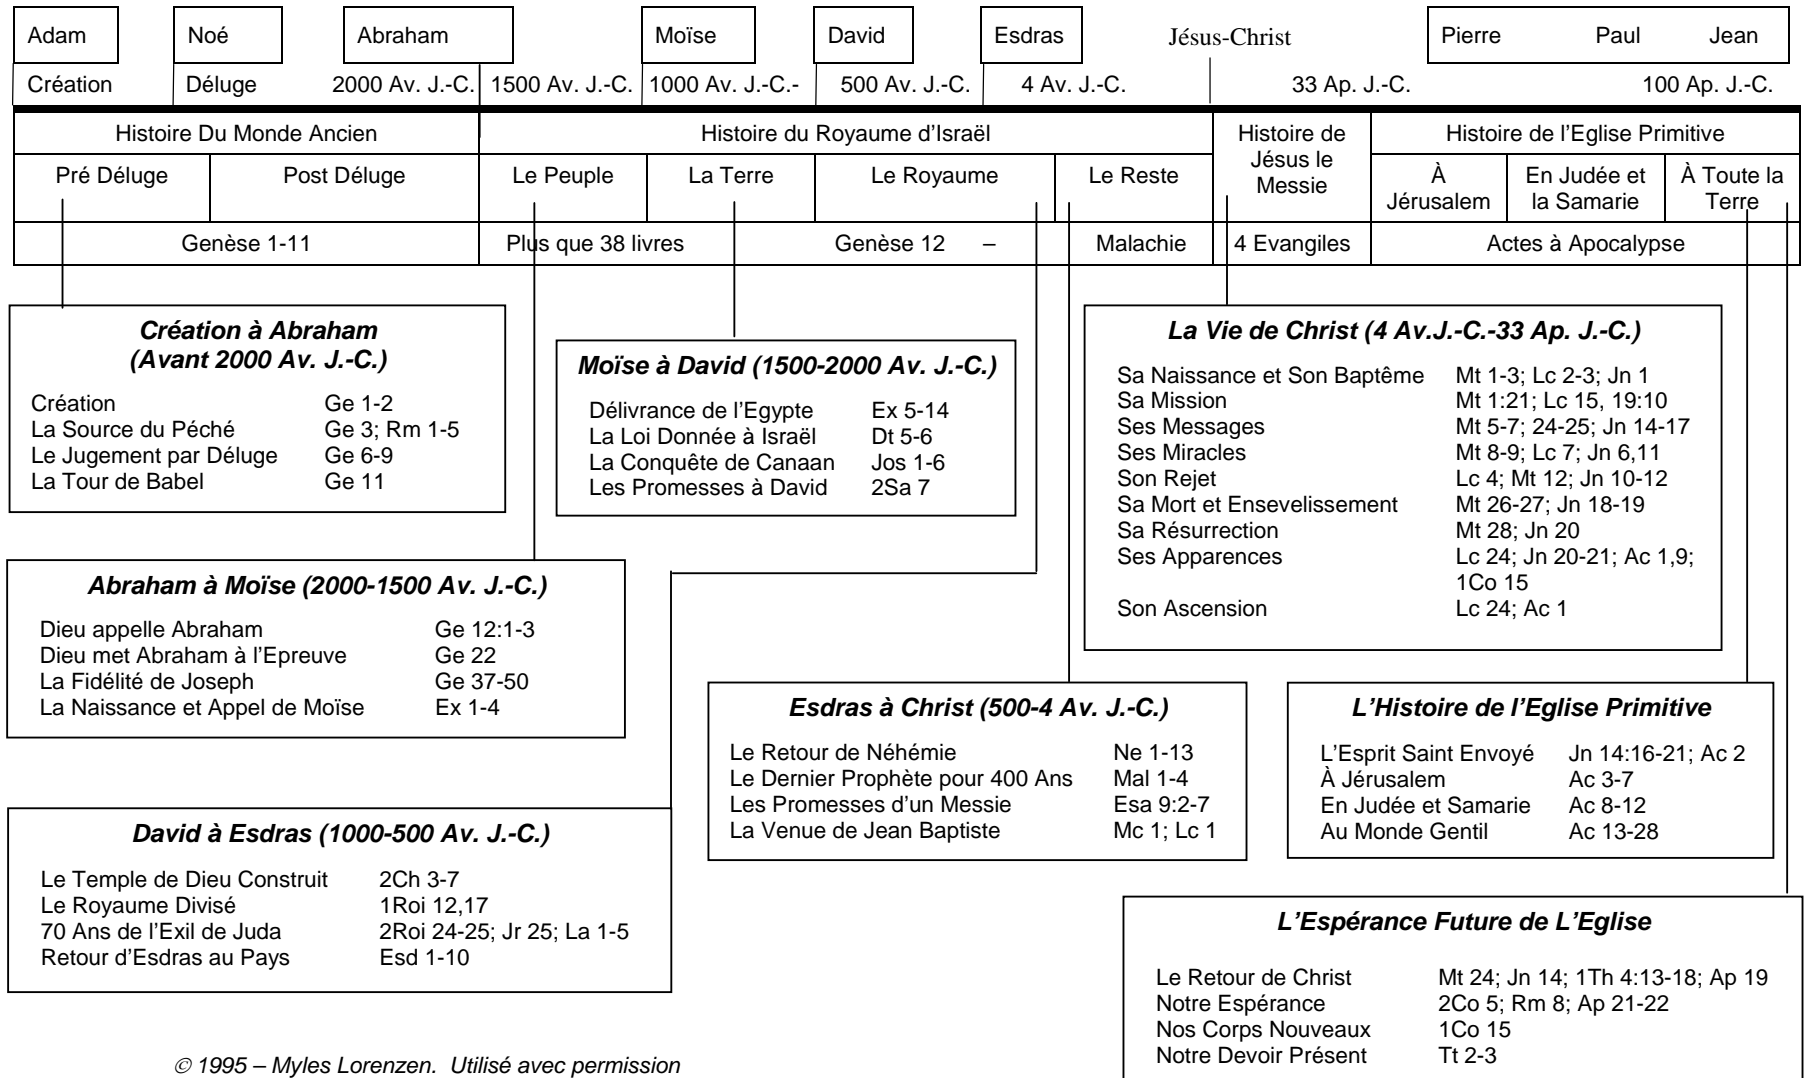 Adam Noé Abraham Moïse David Esdras Jésus-Christ Pierre Paul Jean
Création Déluge 2000 Av. J.-C. 1500 Av. J.-C. 1000 Av. J.-C.- 500 Av. J.-C. 4 Av. J.-C. 33 Ap. J.-C. 100 Ap. J.-C.
Histoire Du Monde Ancien
Histoire du Royaume d’Israël
Histoire de
Jésus le
Messie
Histoire de l’Eglise Primitive
Pré Déluge
Post Déluge
Le Peuple
La Terre
Le Royaume
Le Reste
À
Jérusalem
En Judée et
la Samarie
À Toute la
Terre
Genèse 1-11
Plus que 38 livres Genèse 12 – Malachie
4 Evangiles
Actes à Apocalypse
Création à Abraham
(Avant 2000 Av. J.-C.)
Création Ge 1-2
La Source du Péché Ge 3; Rm 1-5
Le Jugement par Déluge Ge 6-9
La Tour de Babel Ge 11
Moïse à David (1500-2000 Av. J.-C.)
Délivrance de l’Egypte Ex 5-14
La Loi Donnée à Israël Dt 5-6
La Conquête de Canaan Jos 1-6
Les Promesses à David 2Sa 7
La Vie de Christ (4 Av.J.-C.-33 Ap. J.-C.)
Sa Naissance et Son Baptême Mt 1-3; Lc 2-3; Jn 1
Sa Mission Mt 1:21; Lc 15, 19:10
Ses Messages Mt 5-7; 24-25; Jn 14-17
Ses Miracles Mt 8-9; Lc 7; Jn 6,11
Son Rejet Lc 4; Mt 12; Jn 10-12
Sa Mort et Ensevelissement Mt 26-27; Jn 18-19
Sa Résurrection Mt 28; Jn 20
Ses Apparences Lc 24; Jn 20-21; Ac 1,9;
1Co 15
Son Ascension Lc 24; Ac 1
Abraham à Moïse (2000-1500 Av. J.-C.)
Dieu appelle Abraham Ge 12:1-3
Dieu met Abraham à l’Epreuve Ge 22
La Fidélité de Joseph Ge 37-50
La Naissance et Appel de Moïse Ex 1-4
Esdras à Christ (500-4 Av. J.-C.)
Le Retour de Néhémie Ne 1-13
Le Dernier Prophète pour 400 Ans Mal 1-4
Les Promesses d’un Messie Esa 9:2-7
La Venue de Jean Baptiste Mc 1; Lc 1
L’Histoire de l’Eglise Primitive
L’Esprit Saint Envoyé Jn 14:16-21; Ac 2
À Jérusalem Ac 3-7
En Judée et Samarie Ac 8-12
Au Monde Gentil Ac 13-28
David à Esdras (1000-500 Av. J.-C.)
Le Temple de Dieu Construit 2Ch 3-7
Le Royaume Divisé 1Roi 12,17
70 Ans de l’Exil de Juda 2Roi 24-25; Jr 25; La 1-5
Retour d’Esdras au Pays Esd 1-10
L’Espérance Future de L’Eglise
Le Retour de Christ Mt 24; Jn 14; 1Th 4:13-18; Ap 19
Notre Espérance 2Co 5; Rm 8; Ap 21-22
Nos Corps Nouveaux 1Co 15
Notre Devoir Présent Tt 2-3
© 1995 – Myles Lorenzen. Utilisé avec permission